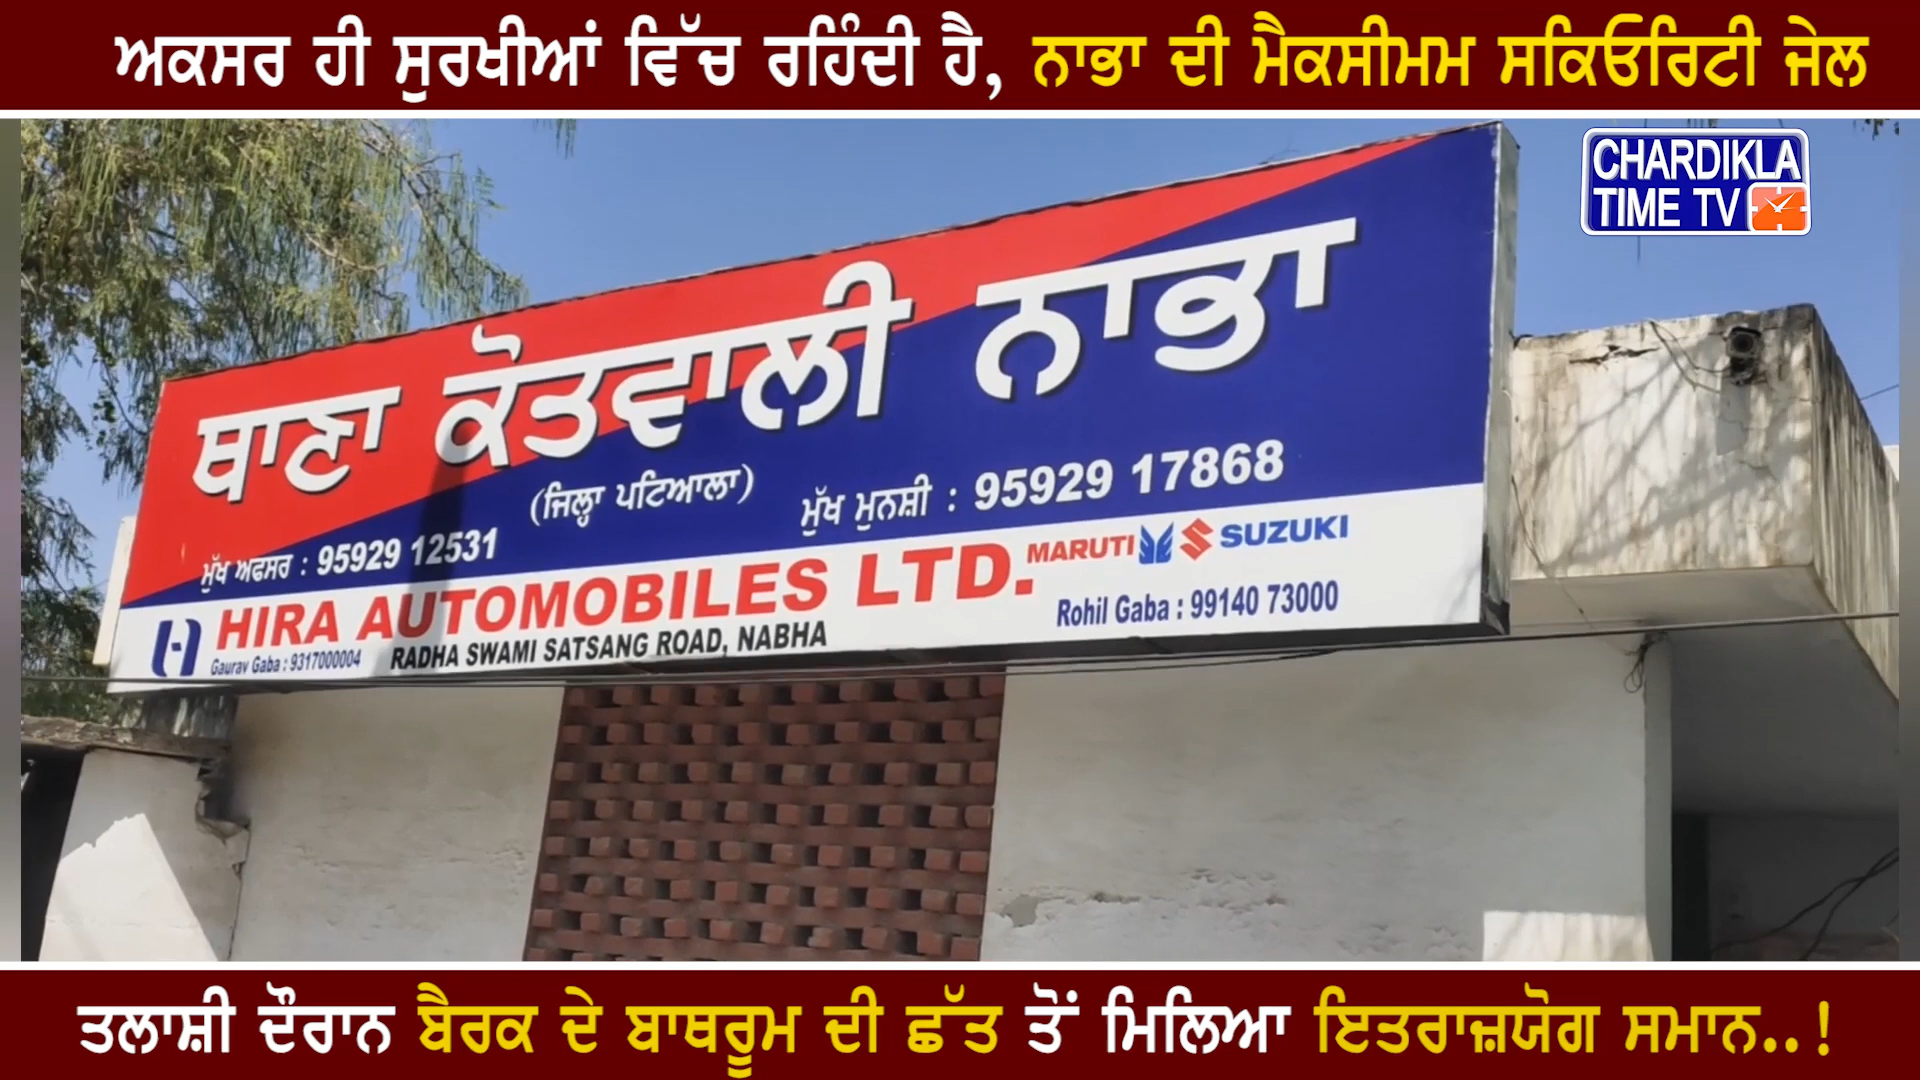 ਅਕਸਰ ਹੀ ਸੁਰਖੀਆਂ ਵਿੱਚ ਰਹਿੰਦੀ ਹੈ, ਨਾਭਾ ਦੀ ਮੈਕਸੀਮਮ ਸਕਿਓਰਿਟੀ ਜੇਲ
CHARDIKLA
TIME TV
ਥਾਣਾ ਕੋਤਵਾਲੀ ਨਾਭਾ
(ਜਿਲ੍ਹਾ ਪਟਿਆਲਾ)
ਮੁੱਖ ਅਫਸਰ : 95929 12531
ਮੁੱਖ ਮੁਨਸ਼ੀ : 95929 17868
HIRA AUTOMOBILES LTD.
MARUTI SUZUKI
Gaurav Gaba : 9317000004
RADHA SWAMI SATSANG ROAD, NABHA
Rohil Gaba : 99140 73000
ਤਲਾਸ਼ੀ ਦੌਰਾਨ ਬੈਰਕ ਦੇ ਬਾਥਰੂਮ ਦੀ ਛੱਤ ਤੋਂ ਮਿਲਿਆ ਇਤਰਾਜ਼ਯੋਗ ਸਮਾਨ..!